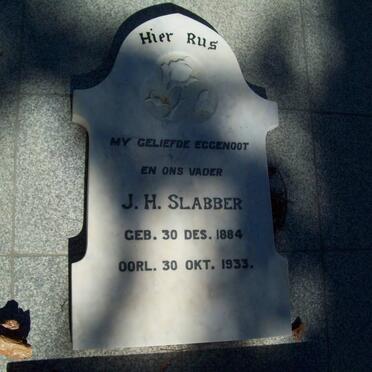 Hier Rus
MY GELIEFDE EGGENOOT
EN ONS VADER
J. H. SLABBER
GEB. 30 DES. 1884
OORL. 30 OKT. 1933.